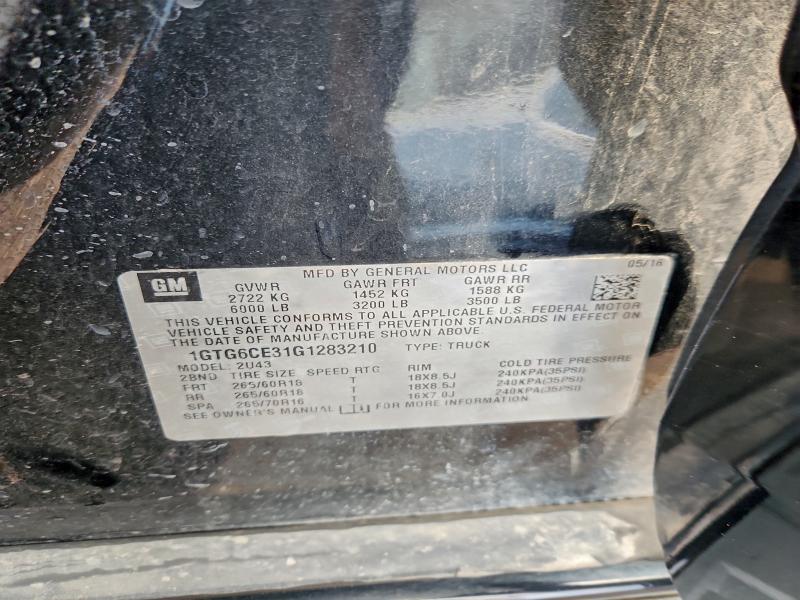 GM
MFD BY GENERAL MOTORS LLC
05/16
GVWR GAWR FRT GAWR RR
2722 KG 1452 KG 1588 KG
6000 LB 3200 LB 3500 LB
THIS VEHICLE CONFORMS TO ALL APPLICABLE U.S. FEDERAL MOTOR
VEHICLE SAFETY AND THEFT PREVENTION STANDARDS IN EFFECT ON
THE DATE OF MANUFACTURE SHOWN ABOVE.
1GTG6CE31G1283210 TYPE: TRUCK
MODEL: 2U43
2BND TIRE SIZE SPEED RTG RIM COLD TIRE PRESSURE
FRT 265/60R18 T 18X8.5J 240KPA(35PSI)
RR 265/60R18 T 18X8.5J 240KPA(35PSI)
SPA 265/70R16 T 16X7.0J 240KPA(35PSI)
SEE OWNER'S MANUAL FOR MORE INFORMATION